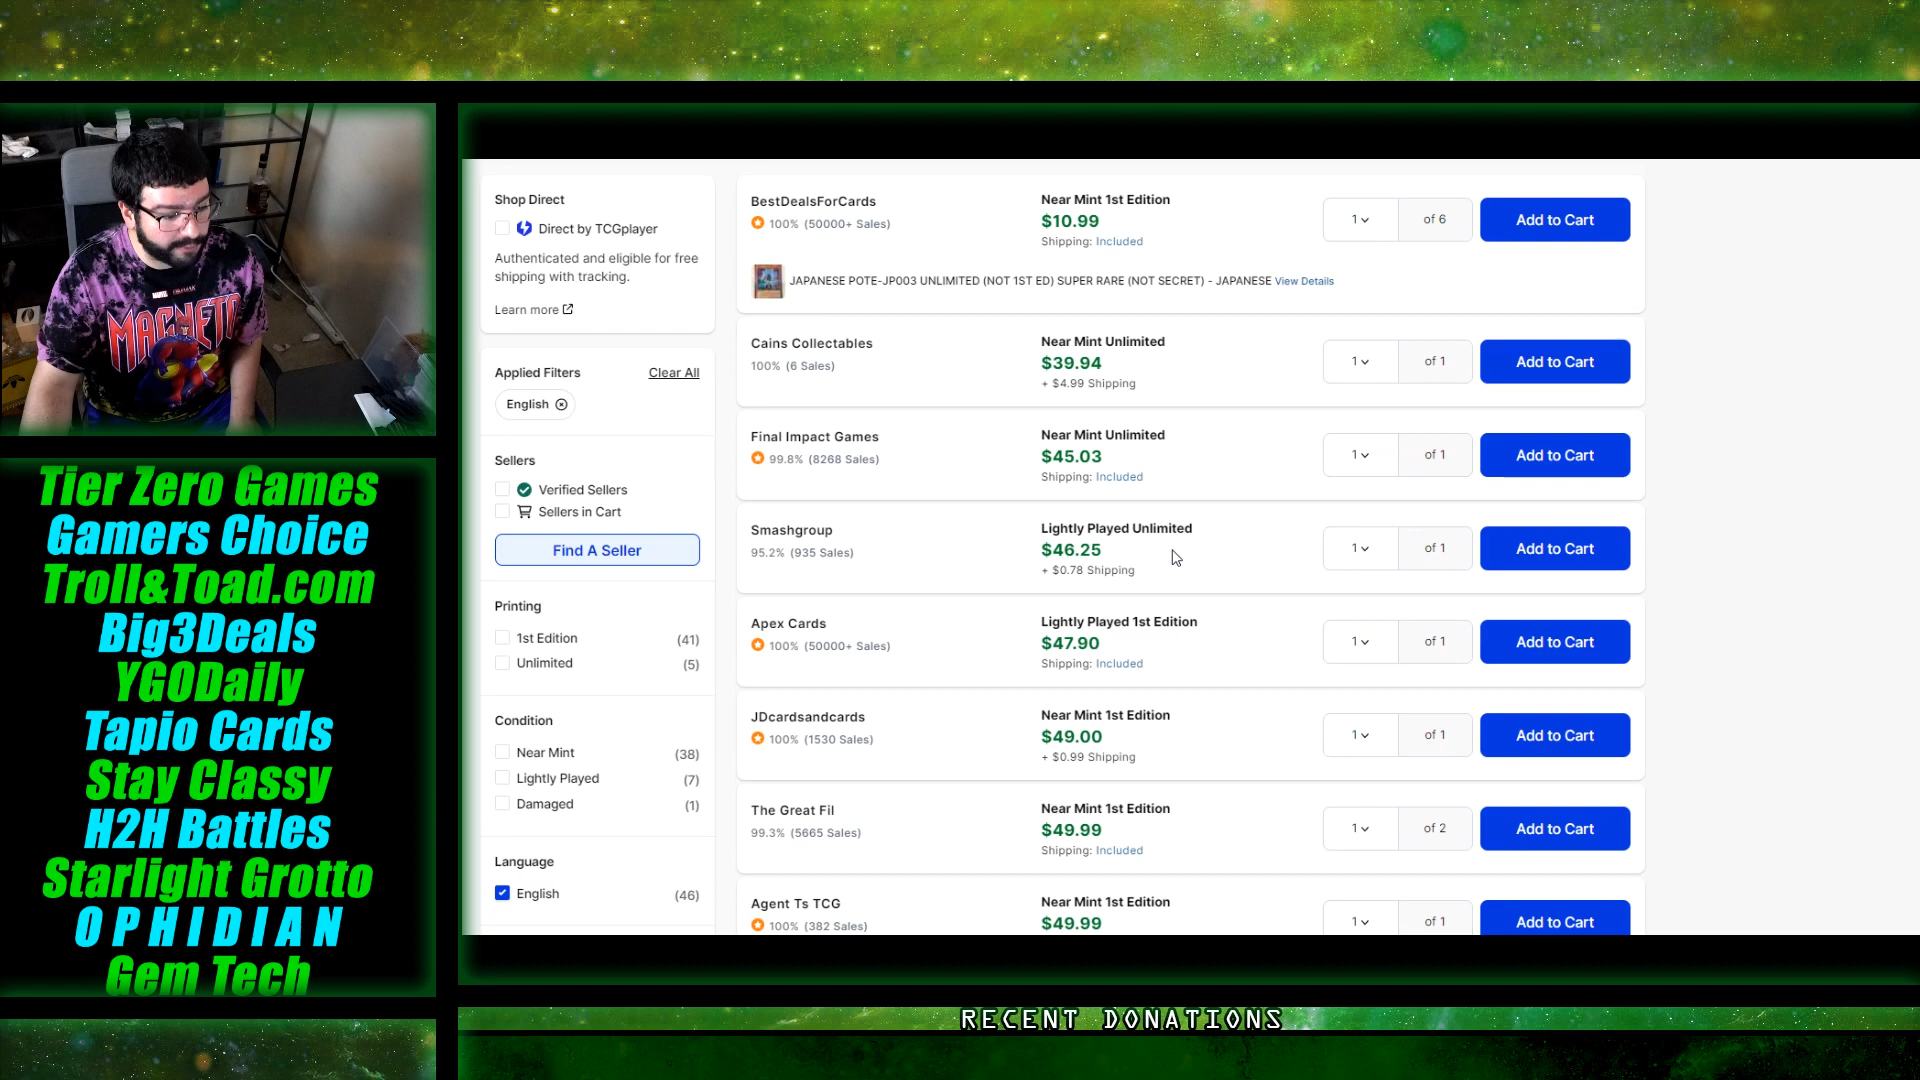 MARVEL
MAGNETO
Tier Zero Games
Gamers Choice
Troll&Toad.com
Big3Deals
YGODaily
Tapio Cards
Stay Classy
H2H Battles
Starlight Grotto
OPHIDIAN
Gem Tech
Shop Direct
Direct by TCGplayer
Authenticated and eligible for free
shipping with tracking.
Learn more
Applied Filters Clear All
English
Sellers
Verified Sellers
Sellers in Cart
Find A Seller
Printing
1st Edition (41)
Unlimited (5)
Condition
Near Mint (38)
Lightly Played (7)
Damaged (1)
Language
English (46)
BestDealsForCards
100% (50000+ Sales)
Near Mint 1st Edition
$10.99
Shipping: Included
1 of 6
Add to Cart
JAPANESE POTE-JP003 UNLIMITED (NOT 1ST ED) SUPER RARE (NOT SECRET) - JAPANESE View Details
Cains Collectables
100% (6 Sales)
Near Mint Unlimited
$39.94
+ $4.99 Shipping
1 of 1
Add to Cart
Final Impact Games
99.8% (8268 Sales)
Near Mint Unlimited
$45.03
Shipping: Included
1 of 1
Add to Cart
Smashgroup
95.2% (935 Sales)
Lightly Played Unlimited
$46.25
+ $0.78 Shipping
1 of 1
Add to Cart
Apex Cards
100% (50000+ Sales)
Lightly Played 1st Edition
$47.90
Shipping: Included
1 of 1
Add to Cart
JDcardsandcards
100% (1530 Sales)
Near Mint 1st Edition
$49.00
+ $0.99 Shipping
1 of 1
Add to Cart
The Great Fil
99.3% (5665 Sales)
Near Mint 1st Edition
$49.99
Shipping: Included
1 of 2
Add to Cart
Agent Ts TCG
100% (382 Sales)
Near Mint 1st Edition
$49.99
1 of 1
Add to Cart
RECENT DONATIONS